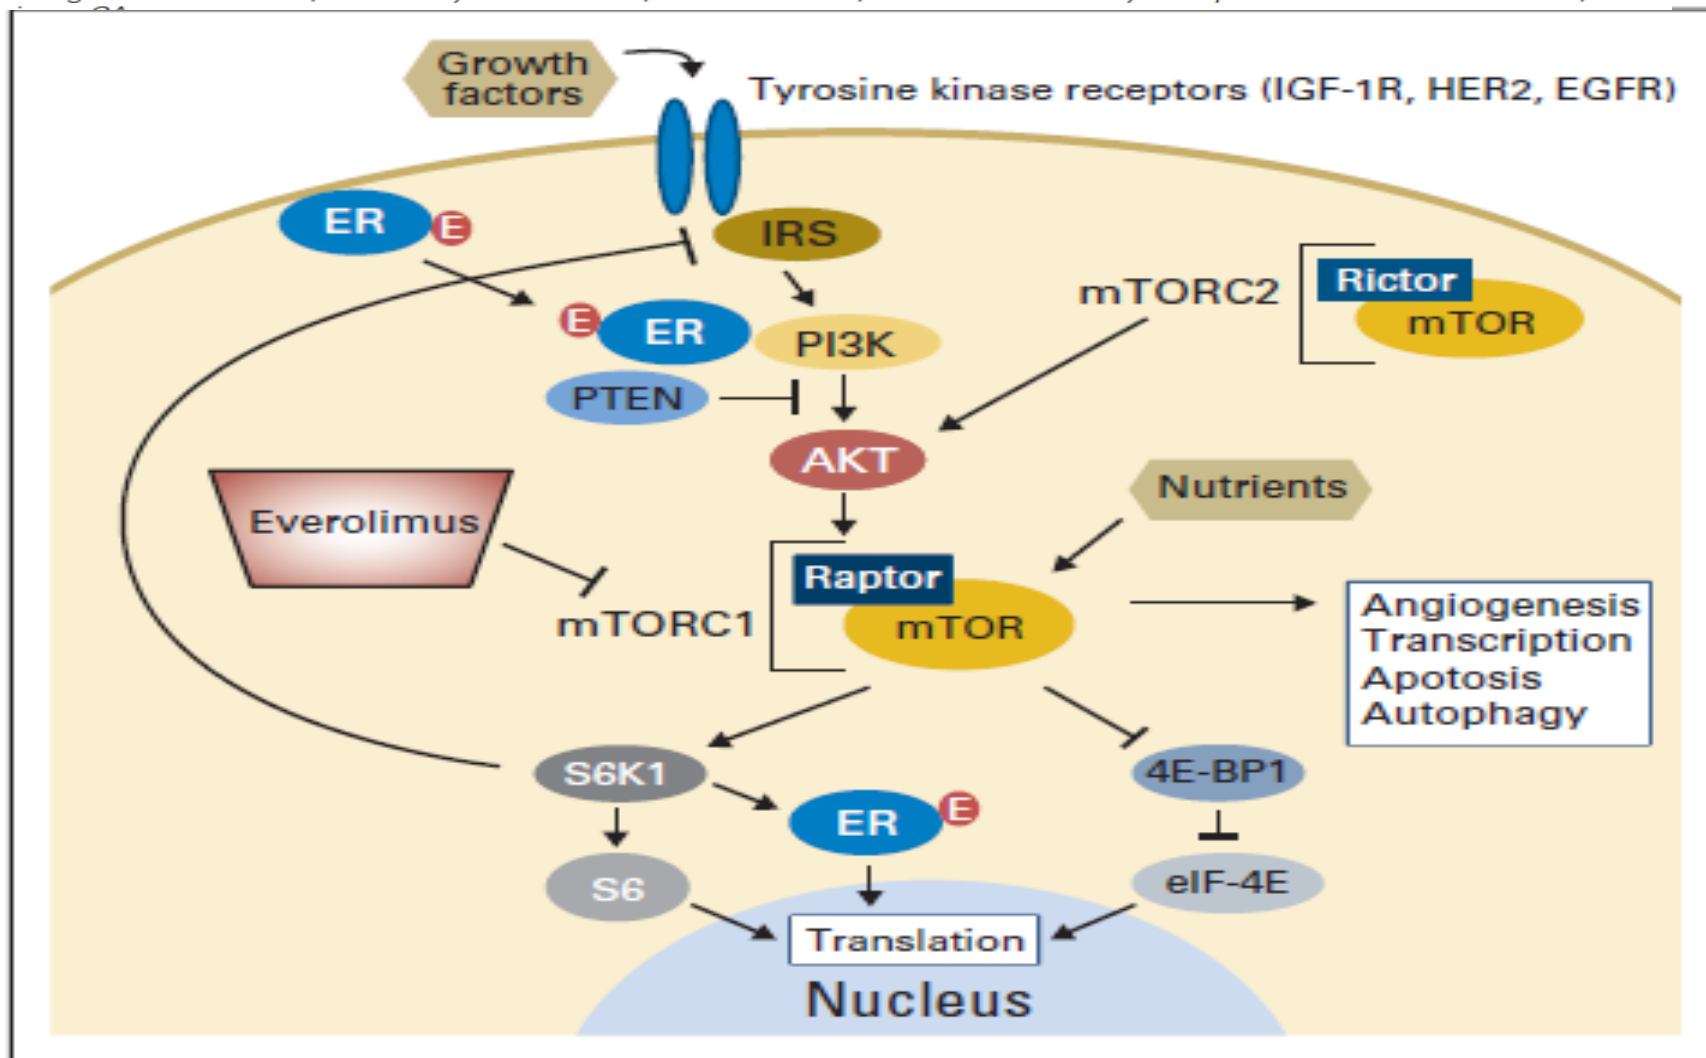 Growth
factors
Tyrosine kinase receptors (IGF-1R, HER2, EGFR)
ER
E
IRS
mTORC2
Rictor
mTOR
E
ER
PI3K
PTEN
AKT
Nutrients
Everolimus
Raptor
mTORC1
mTOR
Angiogenesis
Transcription
Apotosis
Autophagy
S6K1
4E-BP1
ER
E
S6
eIF-4E
Translation
Nucleus